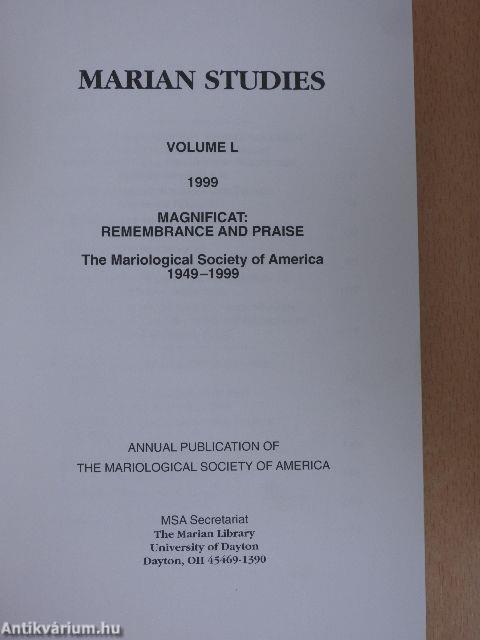 MARIAN STUDIES
VOLUME L
1999
MAGNIFICAT:
REMEMBRANCE AND PRAISE
The Mariological Society of America
1949–1999
ANNUAL PUBLICATION OF
THE MARIOLOGICAL SOCIETY OF AMERICA
MSA Secretariat
The Marian Library
University of Dayton
Dayton, OH 45469-1390
Antikvárium.hu